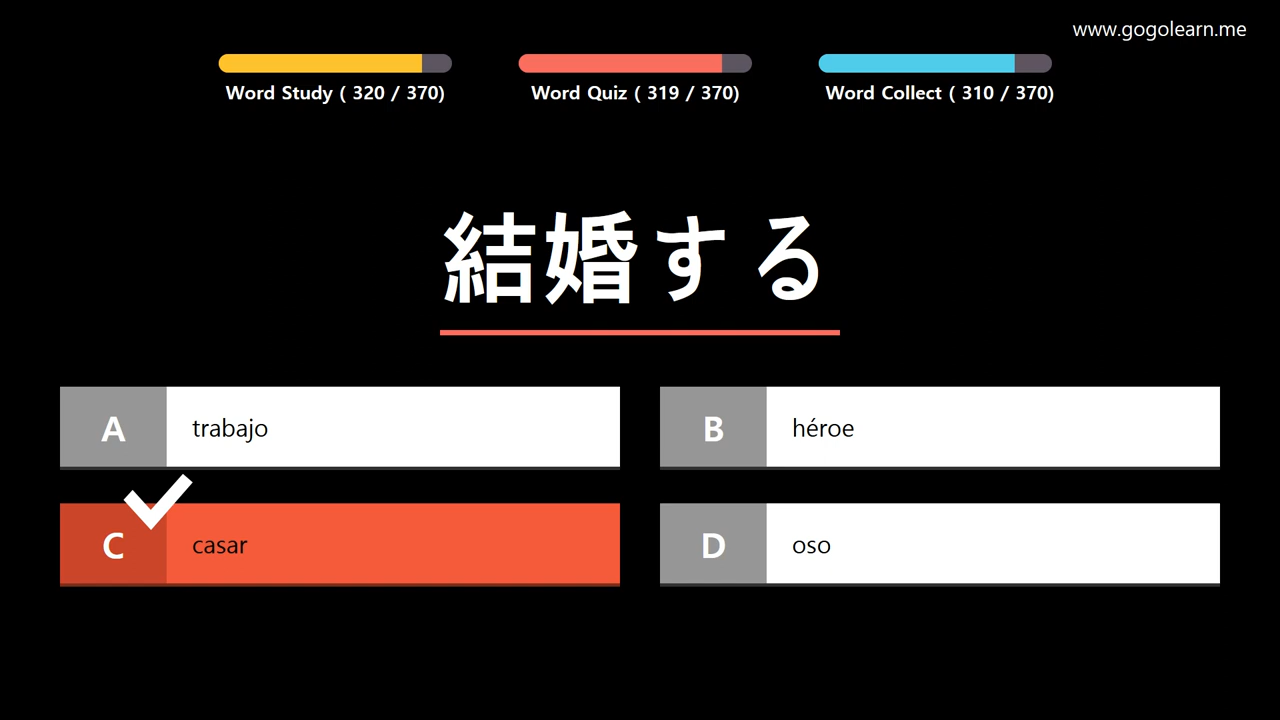 www.gogolearn.me
Word Study ( 320 / 370)
Word Quiz ( 319 / 370)
Word Collect ( 310 / 370)
結婚する
A
trabajo
B
héroe
C
casar
D
oso